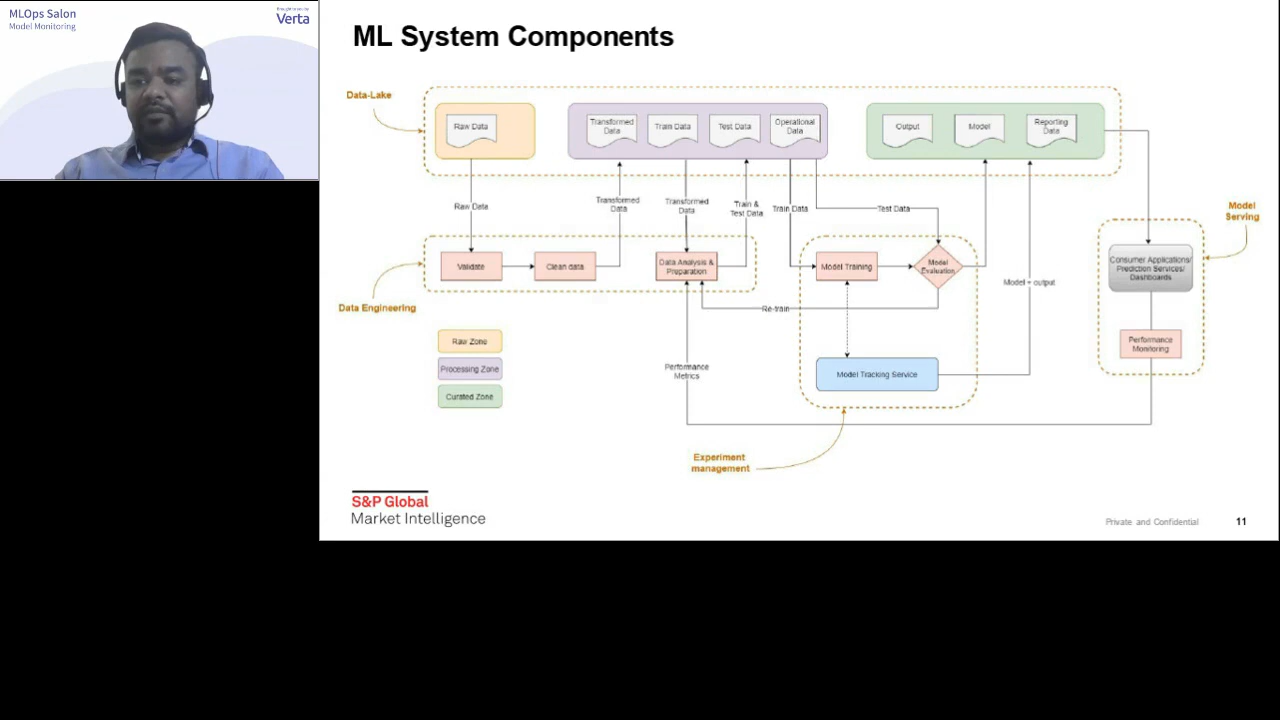 MLOps Salon
Model Monitoring
Verta
ML System Components
Data-Lake
Raw Data
Transformed
Data
Train Data
Test Data
Operational
Data
Output
Model
Reporting
Data
Raw Data
Transformed
Data
Transformed
Data
Train &
Test Data
Train Data
Test Data
Model
Serving
Validate
Clean data
Data Analysis &
Preparation
Model Training
Model
Evaluation
Consumer Applications/
Prediction Services/
Dashboards
Model + output
Data Engineering
Re-train
Raw Zone
Processing Zone
Curated Zone
Performance
Metrics
Model Tracking Service
Performance
Monitoring
Experiment
management
S&P Global
Market Intelligence
Private and Confidential
11